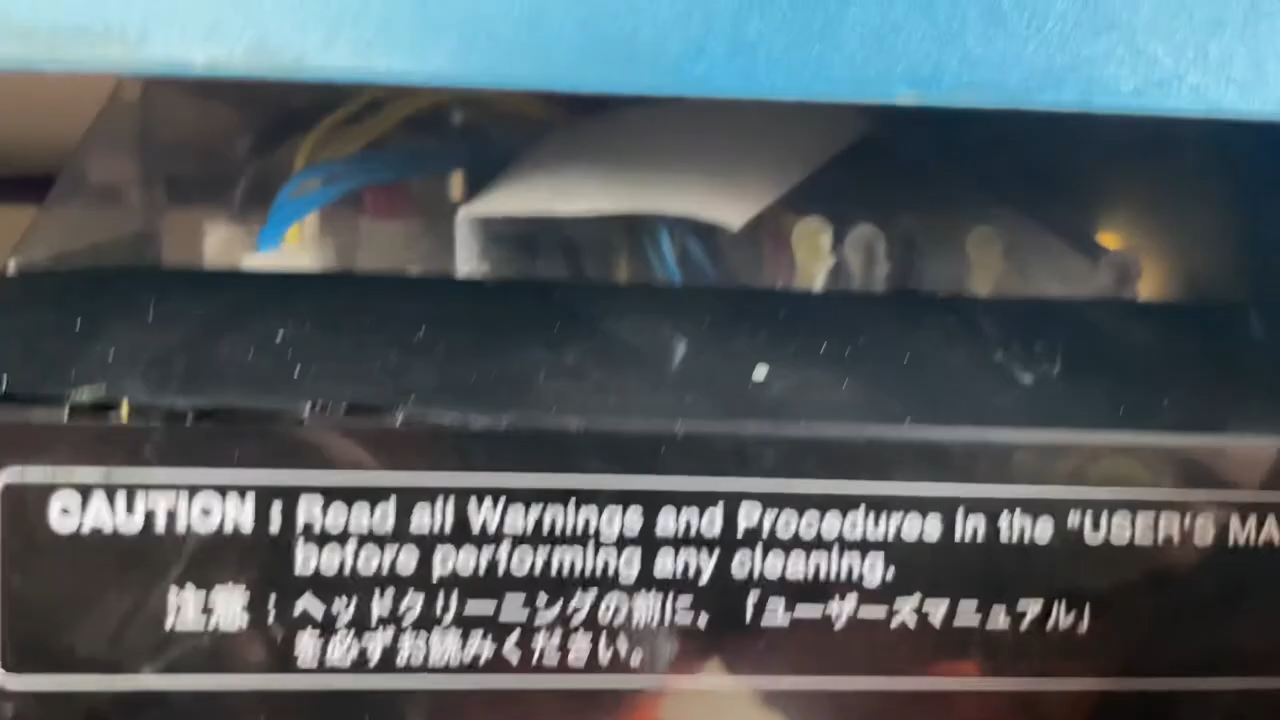 CAUTION : Read all Warnings and Procedures in the "USER'S MA
before performing any cleaning.
注意 : ヘッドクリーニングの前に、「ユーザーズマニュアル」
を必ずお読みください。